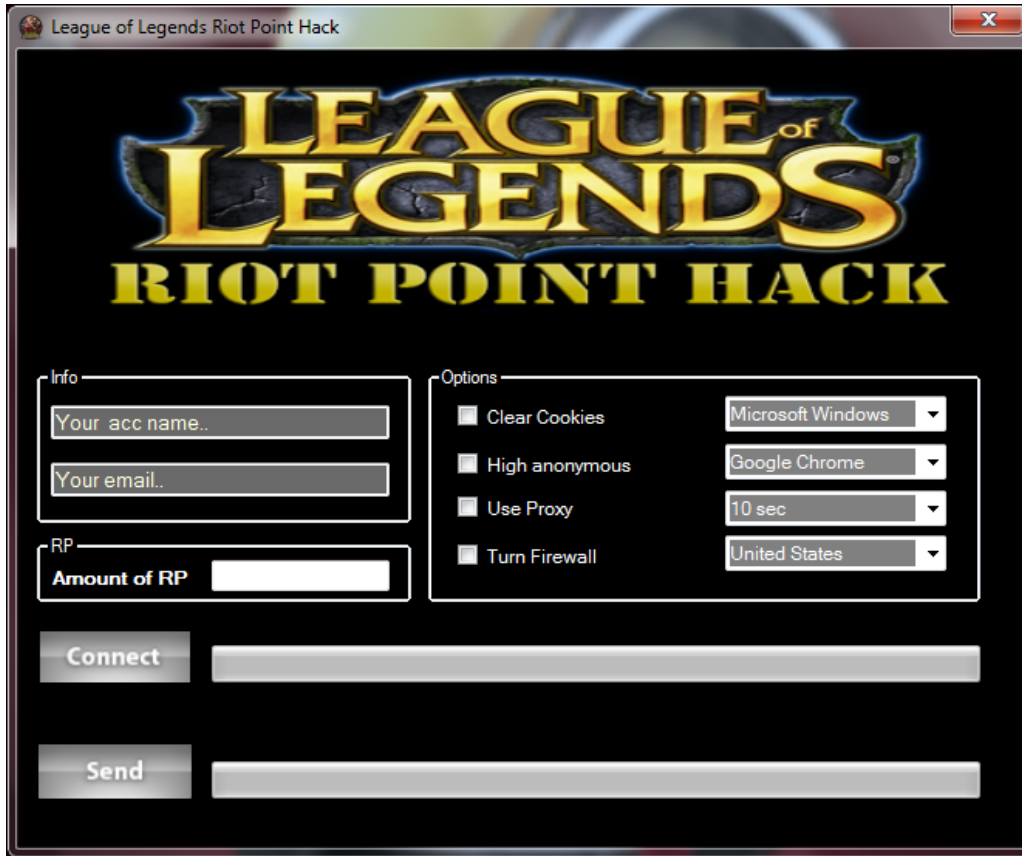 League of Legends Riot Point Hack
x
LEAGUE of
LEGENDS®
RIOT POINT HACK
Info
Your acc name..
Your email..
RP
Amount of RP
Options
Clear Cookies
Microsoft Windows
High anonymous
Google Chrome
Use Proxy
10 sec
Turn Firewall
United States
Connect
Send